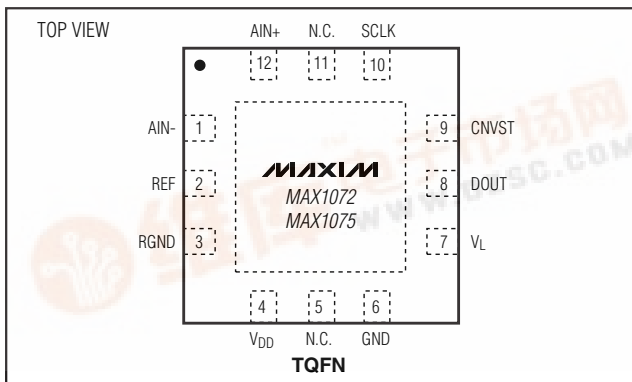 TOP VIEW
AIN+ N.C. SCLK
12 11 10
AIN- 1
9 CNVST
REF 2
8 DOUT
RGND 3
7 VL
MAXIM
MAX1072
MAX1075
4 5 6
VDD N.C. GND
TQFN